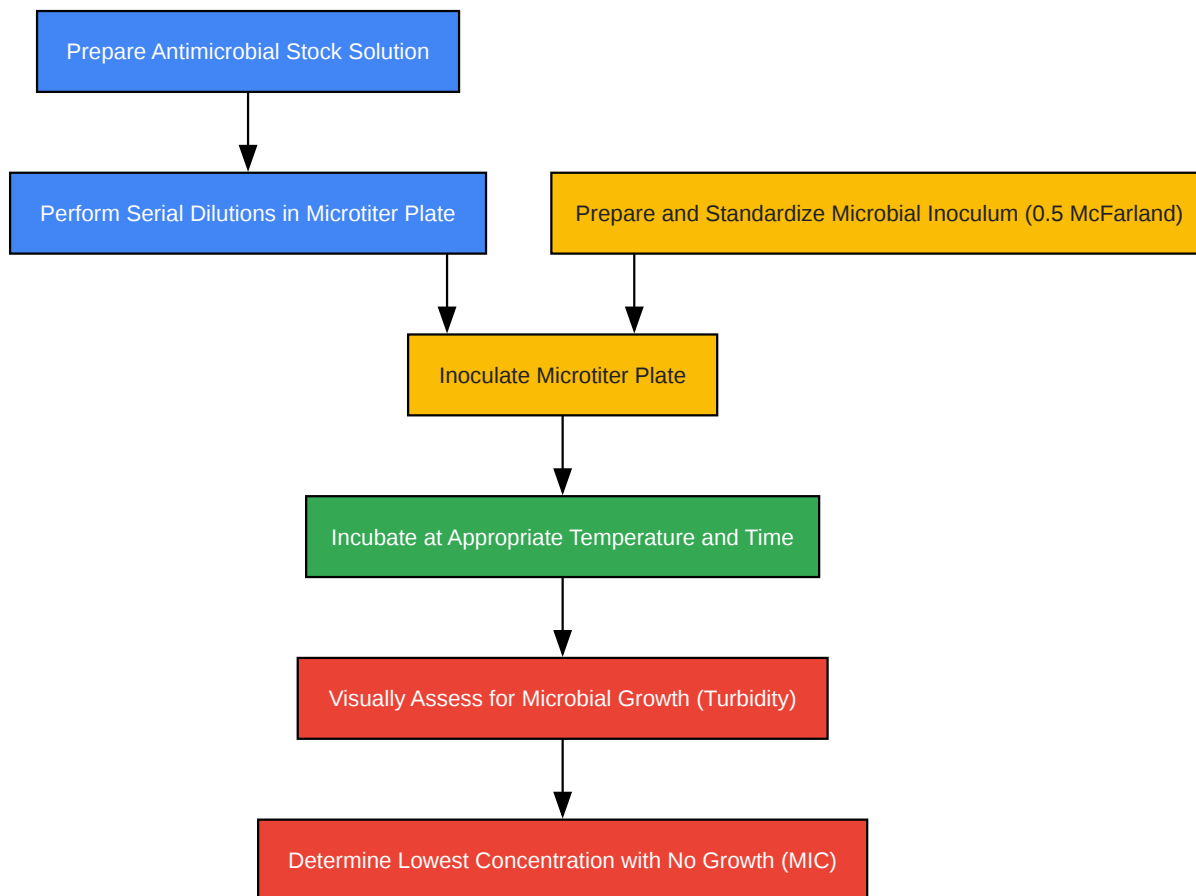 Prepare Antimicrobial Stock Solution
Perform Serial Dilutions in Microtiter Plate
Prepare and Standardize Microbial Inoculum (0.5 McFarland)
Inoculate Microtiter Plate
Incubate at Appropriate Temperature and Time
Visually Assess for Microbial Growth (Turbidity)
Determine Lowest Concentration with No Growth (MIC)